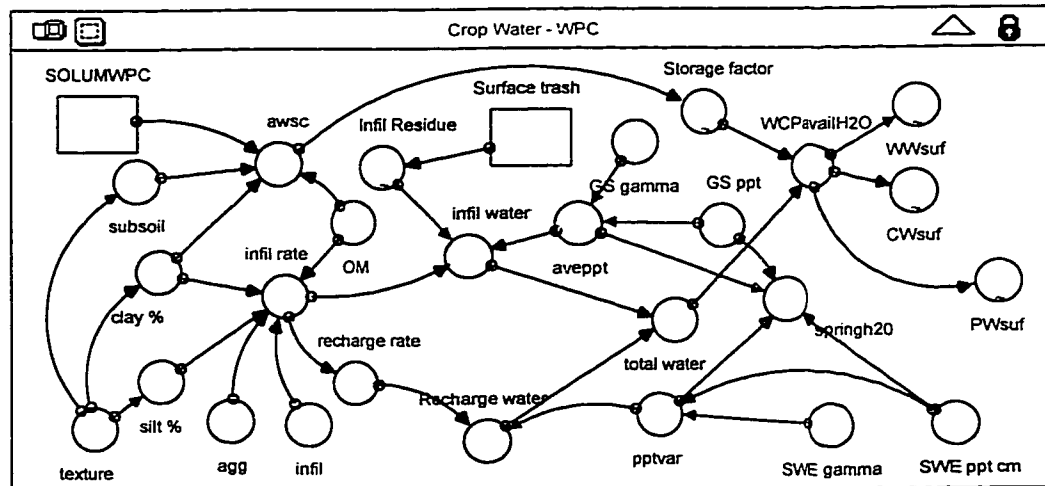 Crop Water - WPC
SOLUMWPC
awsc
Infil Residue
Surface trash
Storage factor
WCPavailH2O
WWsuf
GS gamma
GS ppt
subsoil
infil rate
OM
infil water
aveppt
CWsuf
clay %
recharge rate
total water
springh20
PWsuf
silt %
Recharge water
texture
agg
infil
pptvar
SWE gamma
SWE ppt cm